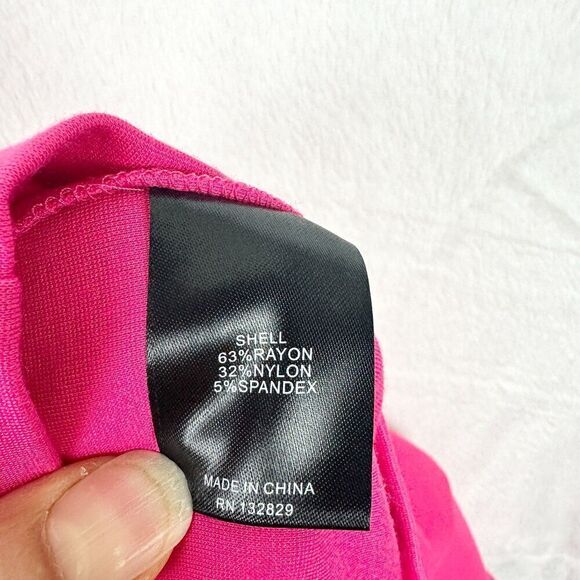 SHELL
63%RAYON
32%NYLON
5%SPANDEX
MADE IN CHINA
RN 132829